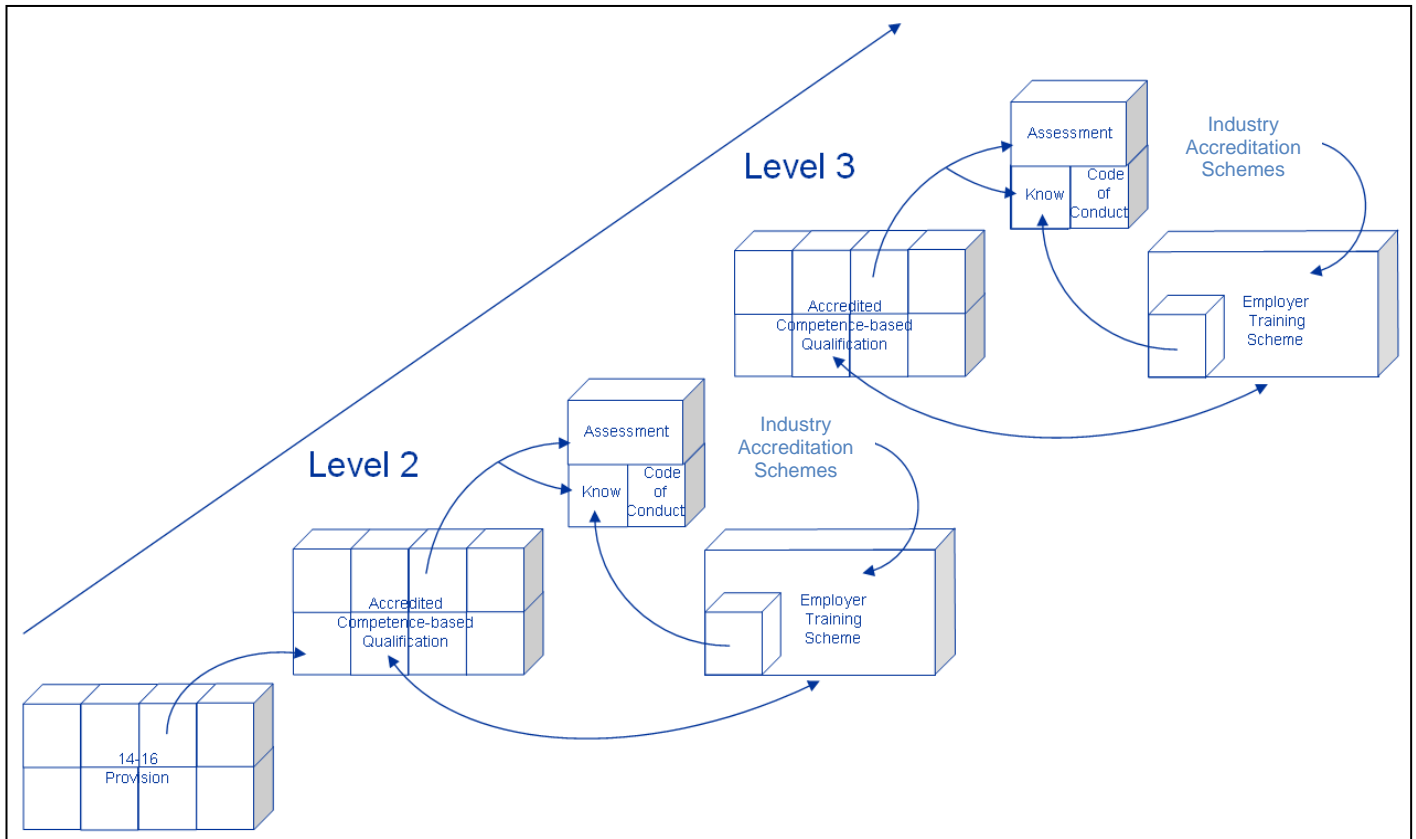 Level 3
Assessment
Know
Code
of
Conduct
Industry
Accreditation
Schemes
Accredited
Competence-based
Qualification
Employer
Training
Scheme
Level 2
Assessment
Know
Code
of
Conduct
Industry
Accreditation
Schemes
Accredited
Competence-based
Qualification
Employer
Training
Scheme
14-16
Provision